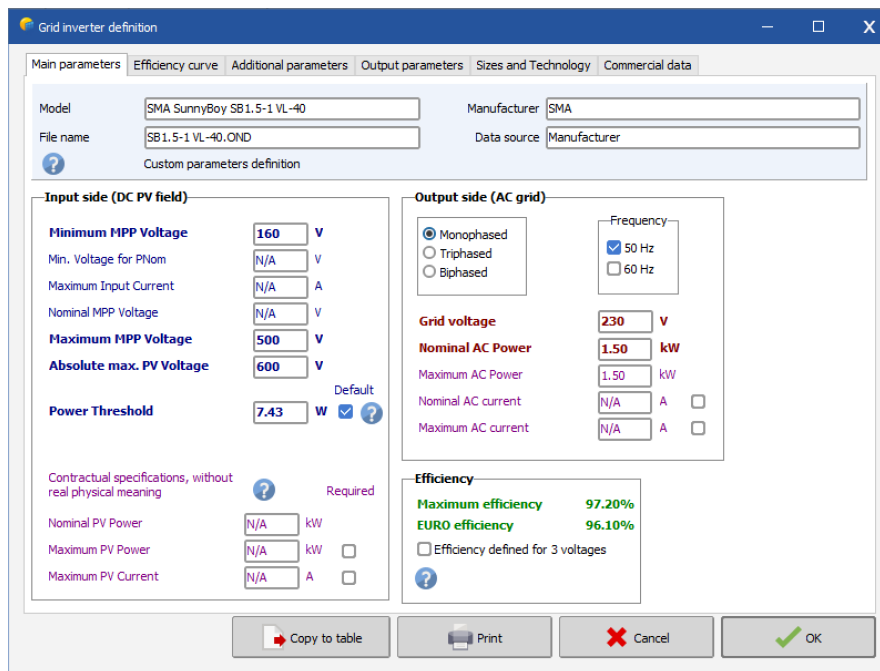 Grid inverter definition
Main parameters Efficiency curve Additional parameters Output parameters Sizes and Technology Commercial data
Model SMA SunnyBoy SB1.5-1 VL-40 Manufacturer SMA
File name SB1.5-1 VL-40.OND Data source Manufacturer
? Custom parameters definition
Input side (DC PV field)
Minimum MPP Voltage 160 V
Min. Voltage for PNom N/A V
Maximum Input Current N/A A
Nominal MPP Voltage N/A V
Maximum MPP Voltage 500 V
Absolute max. PV Voltage 600 V
Default
Power Threshold 7.43 W ?
Contractual specifications, without
real physical meaning ? Required
Nominal PV Power N/A kW
Maximum PV Power N/A kW
Maximum PV Current N/A A
Output side (AC grid)
Monophased
Triphased
Biphased
Frequency
50 Hz
60 Hz
Grid voltage 230 V
Nominal AC Power 1.50 kW
Maximum AC Power 1.50 kW
Nominal AC current N/A A
Maximum AC current N/A A
Efficiency
Maximum efficiency 97.20%
EURO efficiency 96.10%
Efficiency defined for 3 voltages
?
Copy to table Print Cancel OK